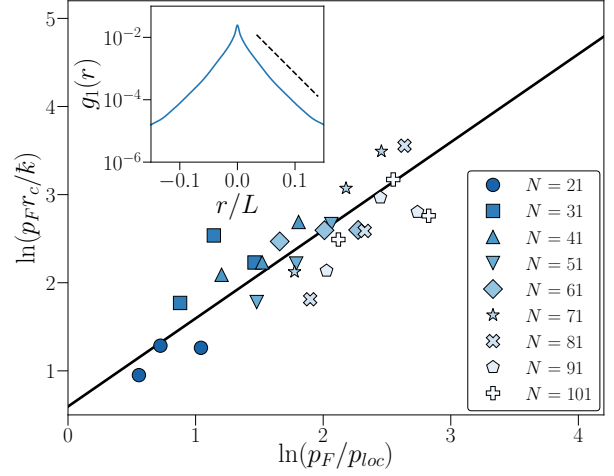 5
4
3
2
1
0
1
2
3
4
ln(p_F r_c/ƛ)
ln(p_F/p_loc)
10^−2
10^−4
10^−6
g_1(r)
−0.1
0.0
0.1
r/L
N = 21
N = 31
N = 41
N = 51
N = 61
N = 71
N = 81
N = 91
N = 101